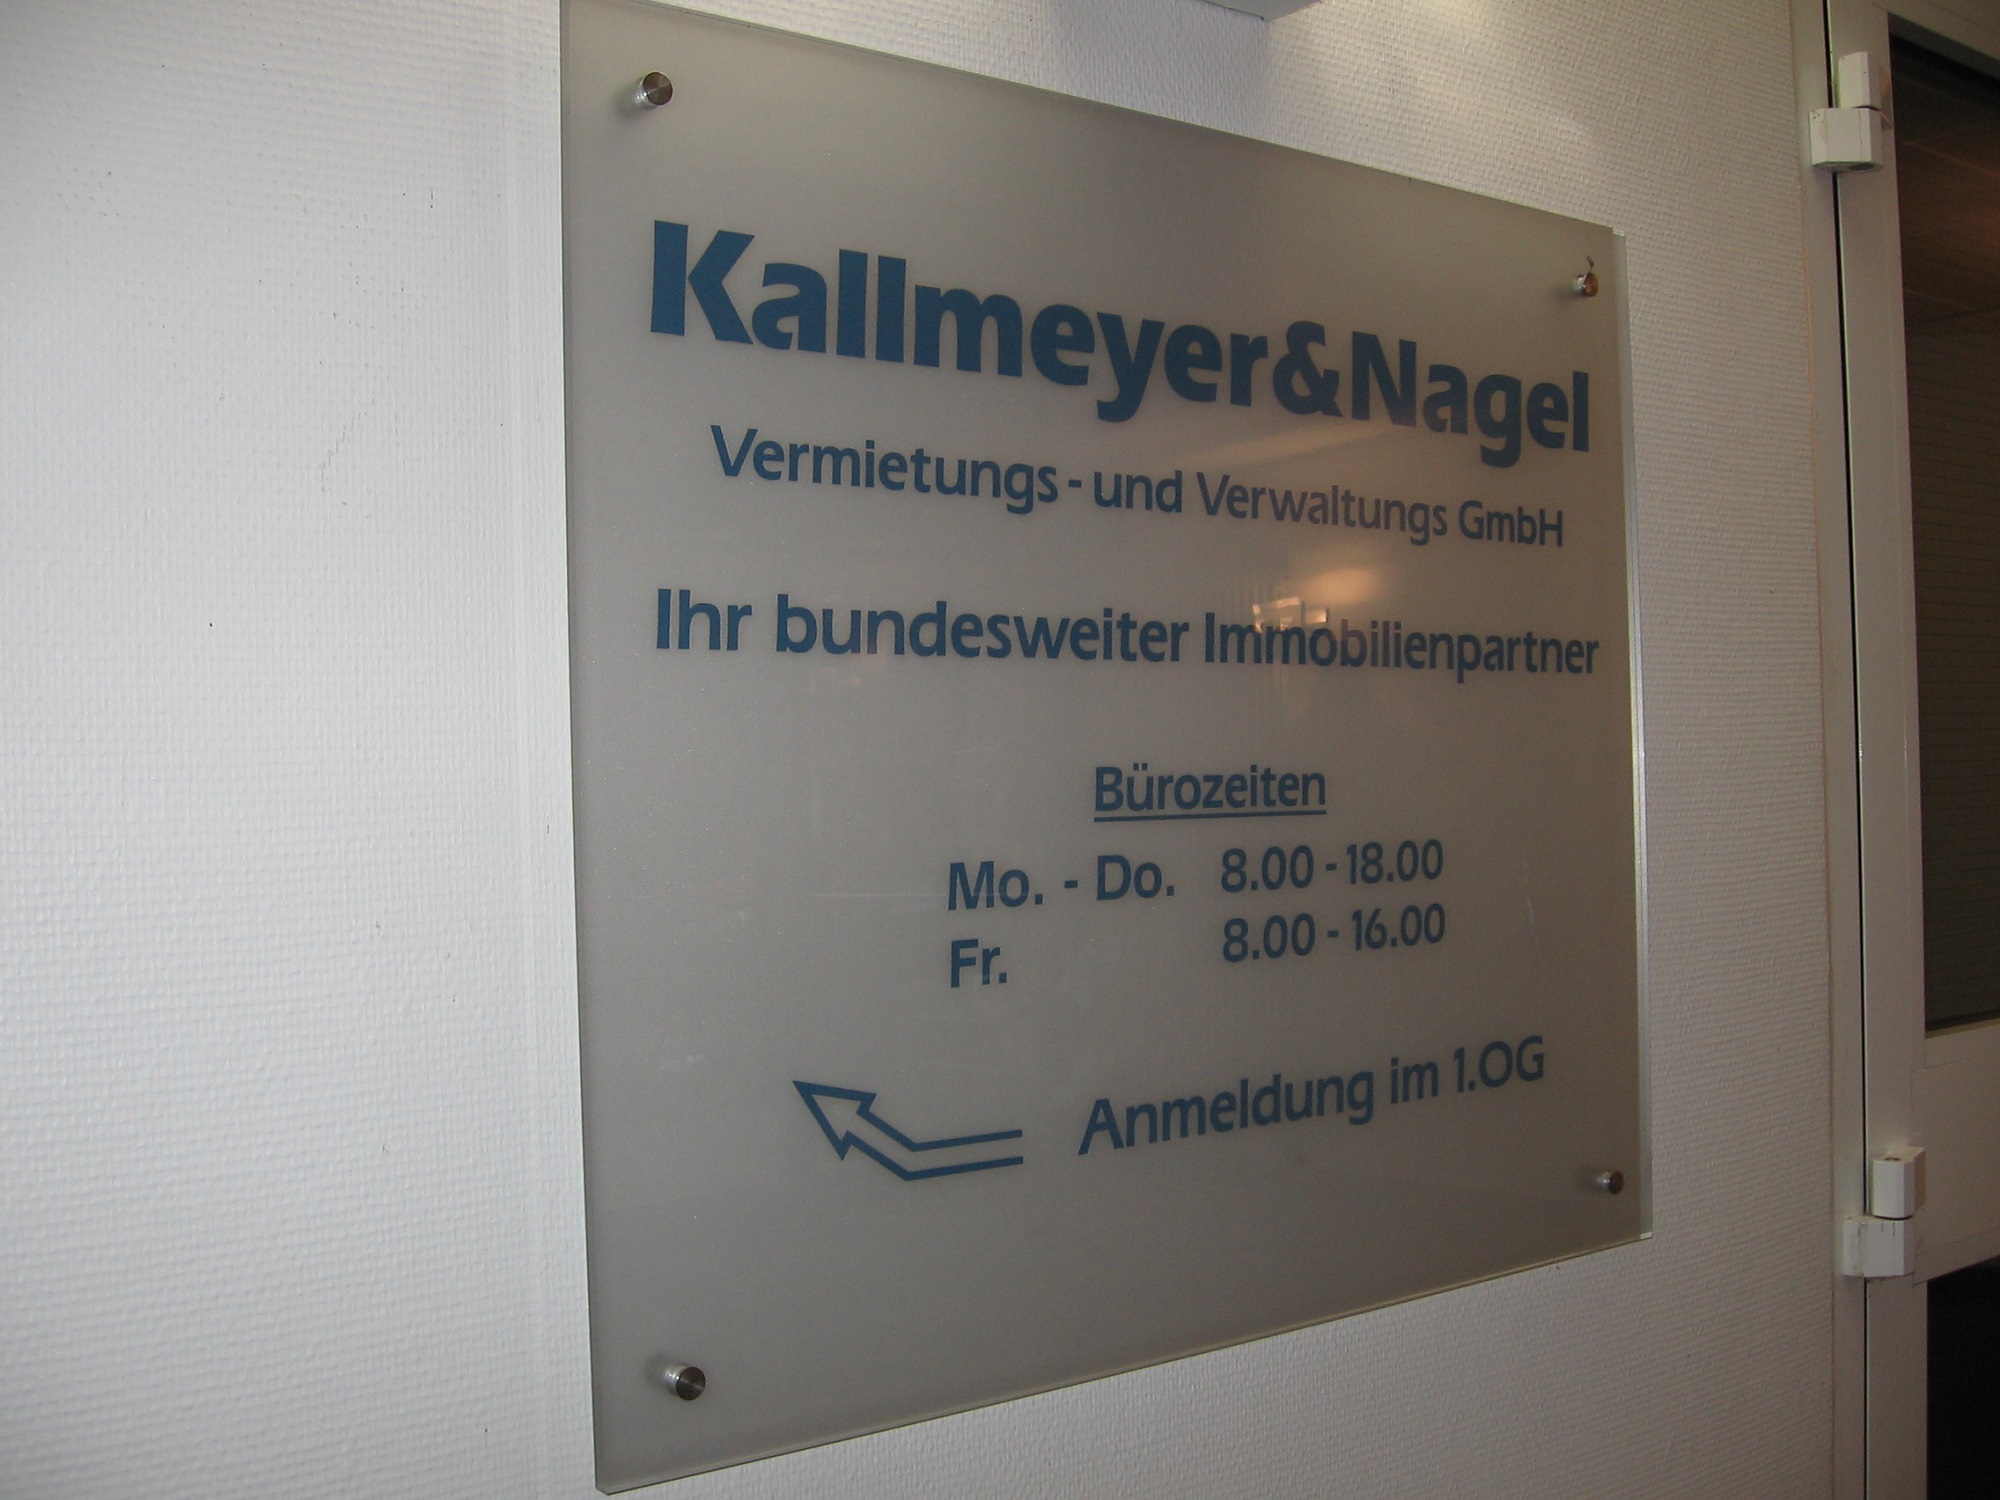 Kallmeyer&Nagel
Vermietungs - und Verwaltungs GmbH
Ihr bundesweiter Immobilienpartner
Bürozeiten
Mo. - Do. 8.00 - 18.00
Fr. 8.00 - 16.00
Anmeldung im 1.OG